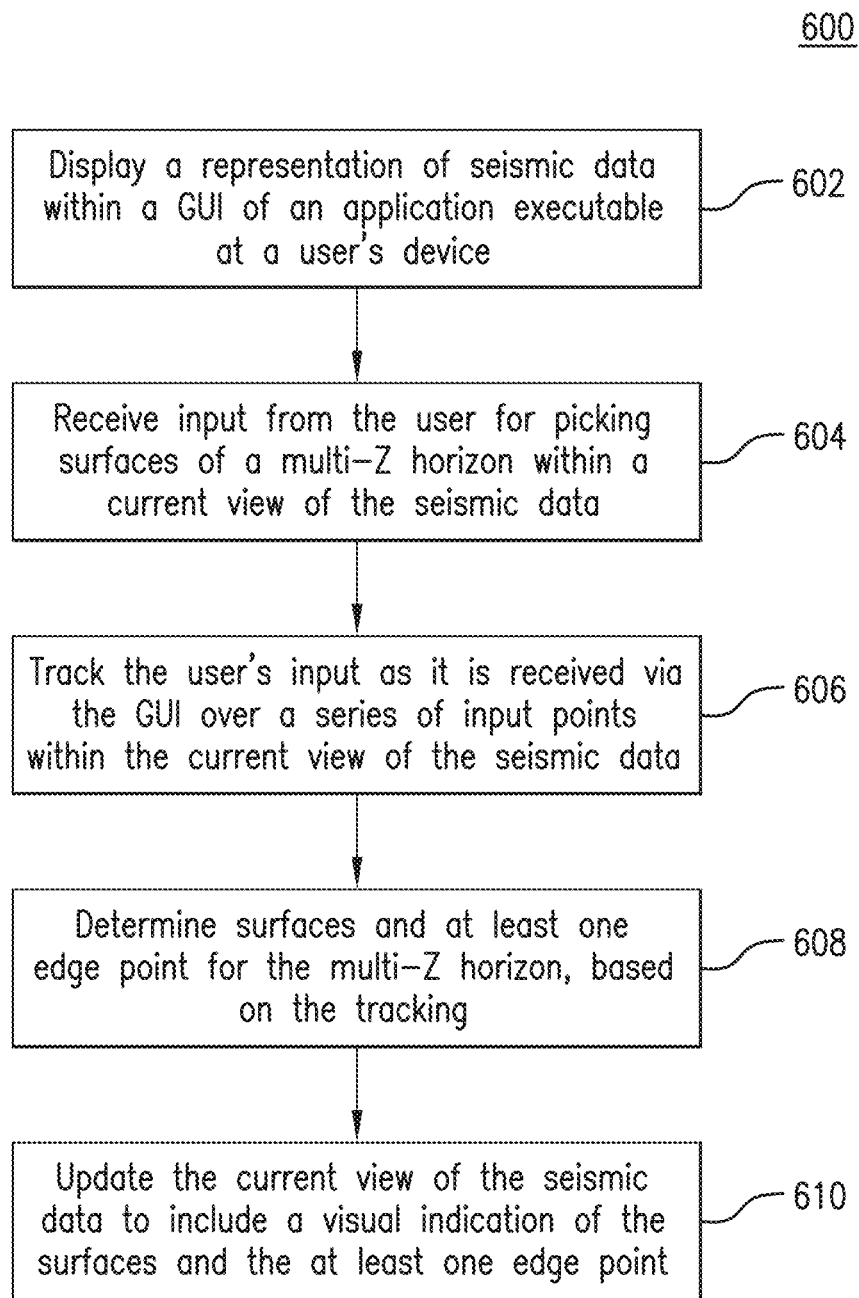 600
Display a representation of seismic data
within a GUI of an application executable
at a user's device
602
Receive input from the user for picking
surfaces of a multi-Z horizon within a
current view of the seismic data
604
Track the user's input as it is received via
the GUI over a series of input points
within the current view of the seismic data
606
Determine surfaces and at least one
edge point for the multi-Z horizon, based
on the tracking
608
Update the current view of the seismic
data to include a visual indication of the
surfaces and the at least one edge point
610